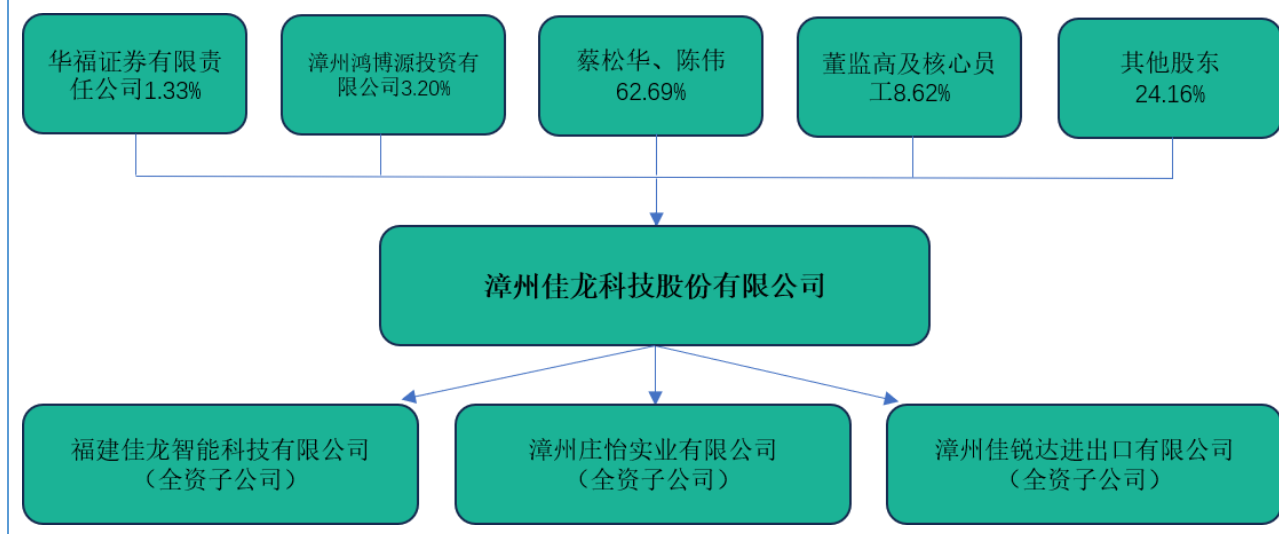 华福证券有限责
任公司1.33%
漳州鸿博源投资有
限公司3.20%
蔡松华、陈伟
62.69%
董监高及核心员
工8.62%
其他股东
24.16%
漳州佳龙科技股份有限公司
福建佳龙智能科技有限公司
（全资子公司）
漳州庄怡实业有限公司
（全资子公司）
漳州佳锐达进出口有限公司
（全资子公司）